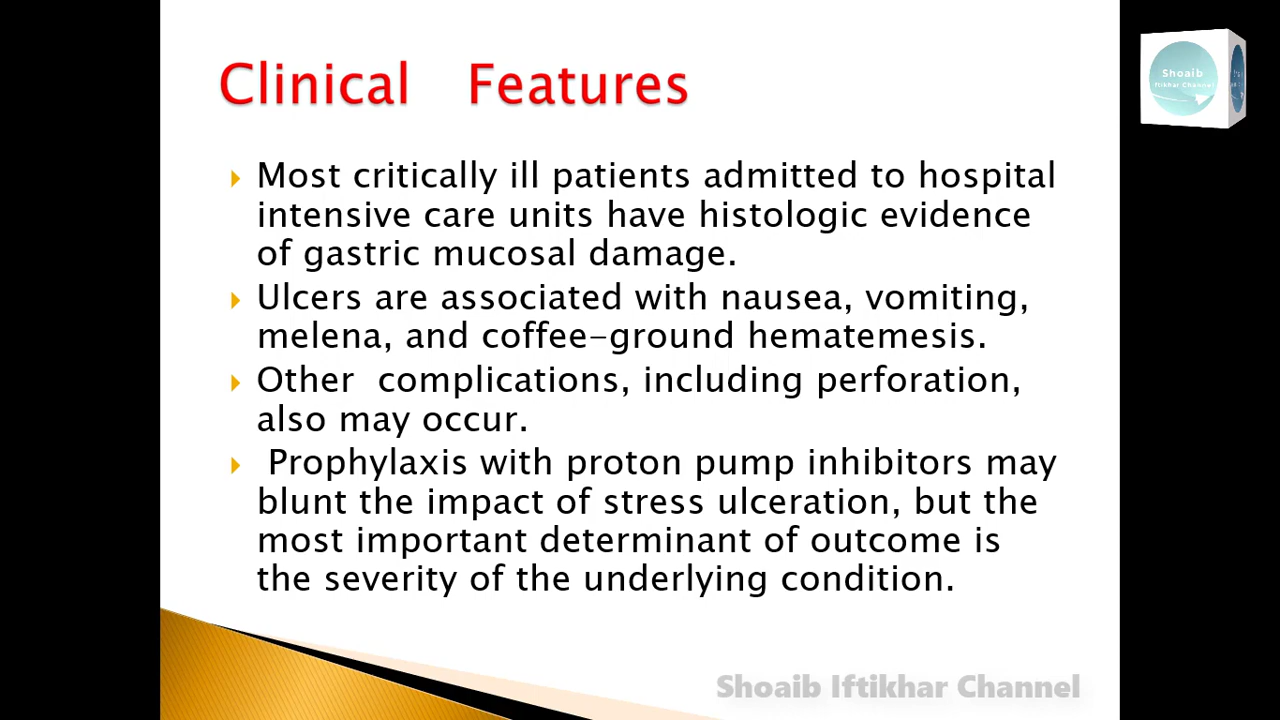 Clinical Features
Shoaib
Iftikhar Channel
Most critically ill patients admitted to hospital
intensive care units have histologic evidence
of gastric mucosal damage.
Ulcers are associated with nausea, vomiting,
melena, and coffee-ground hematemesis.
Other complications, including perforation,
also may occur.
Prophylaxis with proton pump inhibitors may
blunt the impact of stress ulceration, but the
most important determinant of outcome is
the severity of the underlying condition.
Shoaib Iftikhar Channel